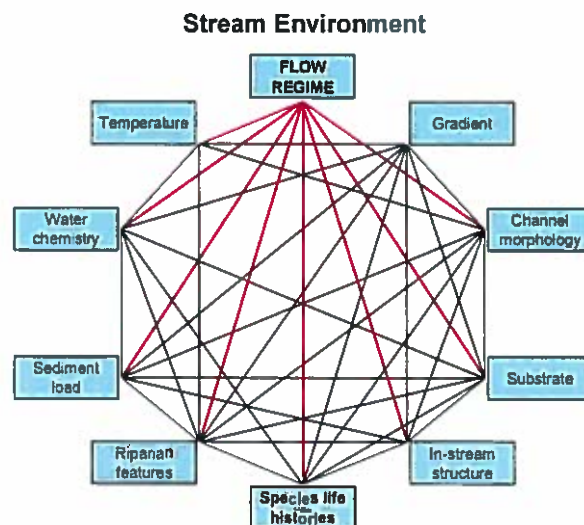 Stream Environment
FLOW
REGIME
Temperature
Gradient
Water
chemistry
Channel
morphology
Sediment
load
Substrate
Riparian
features
In-stream
structure
Species life
histories